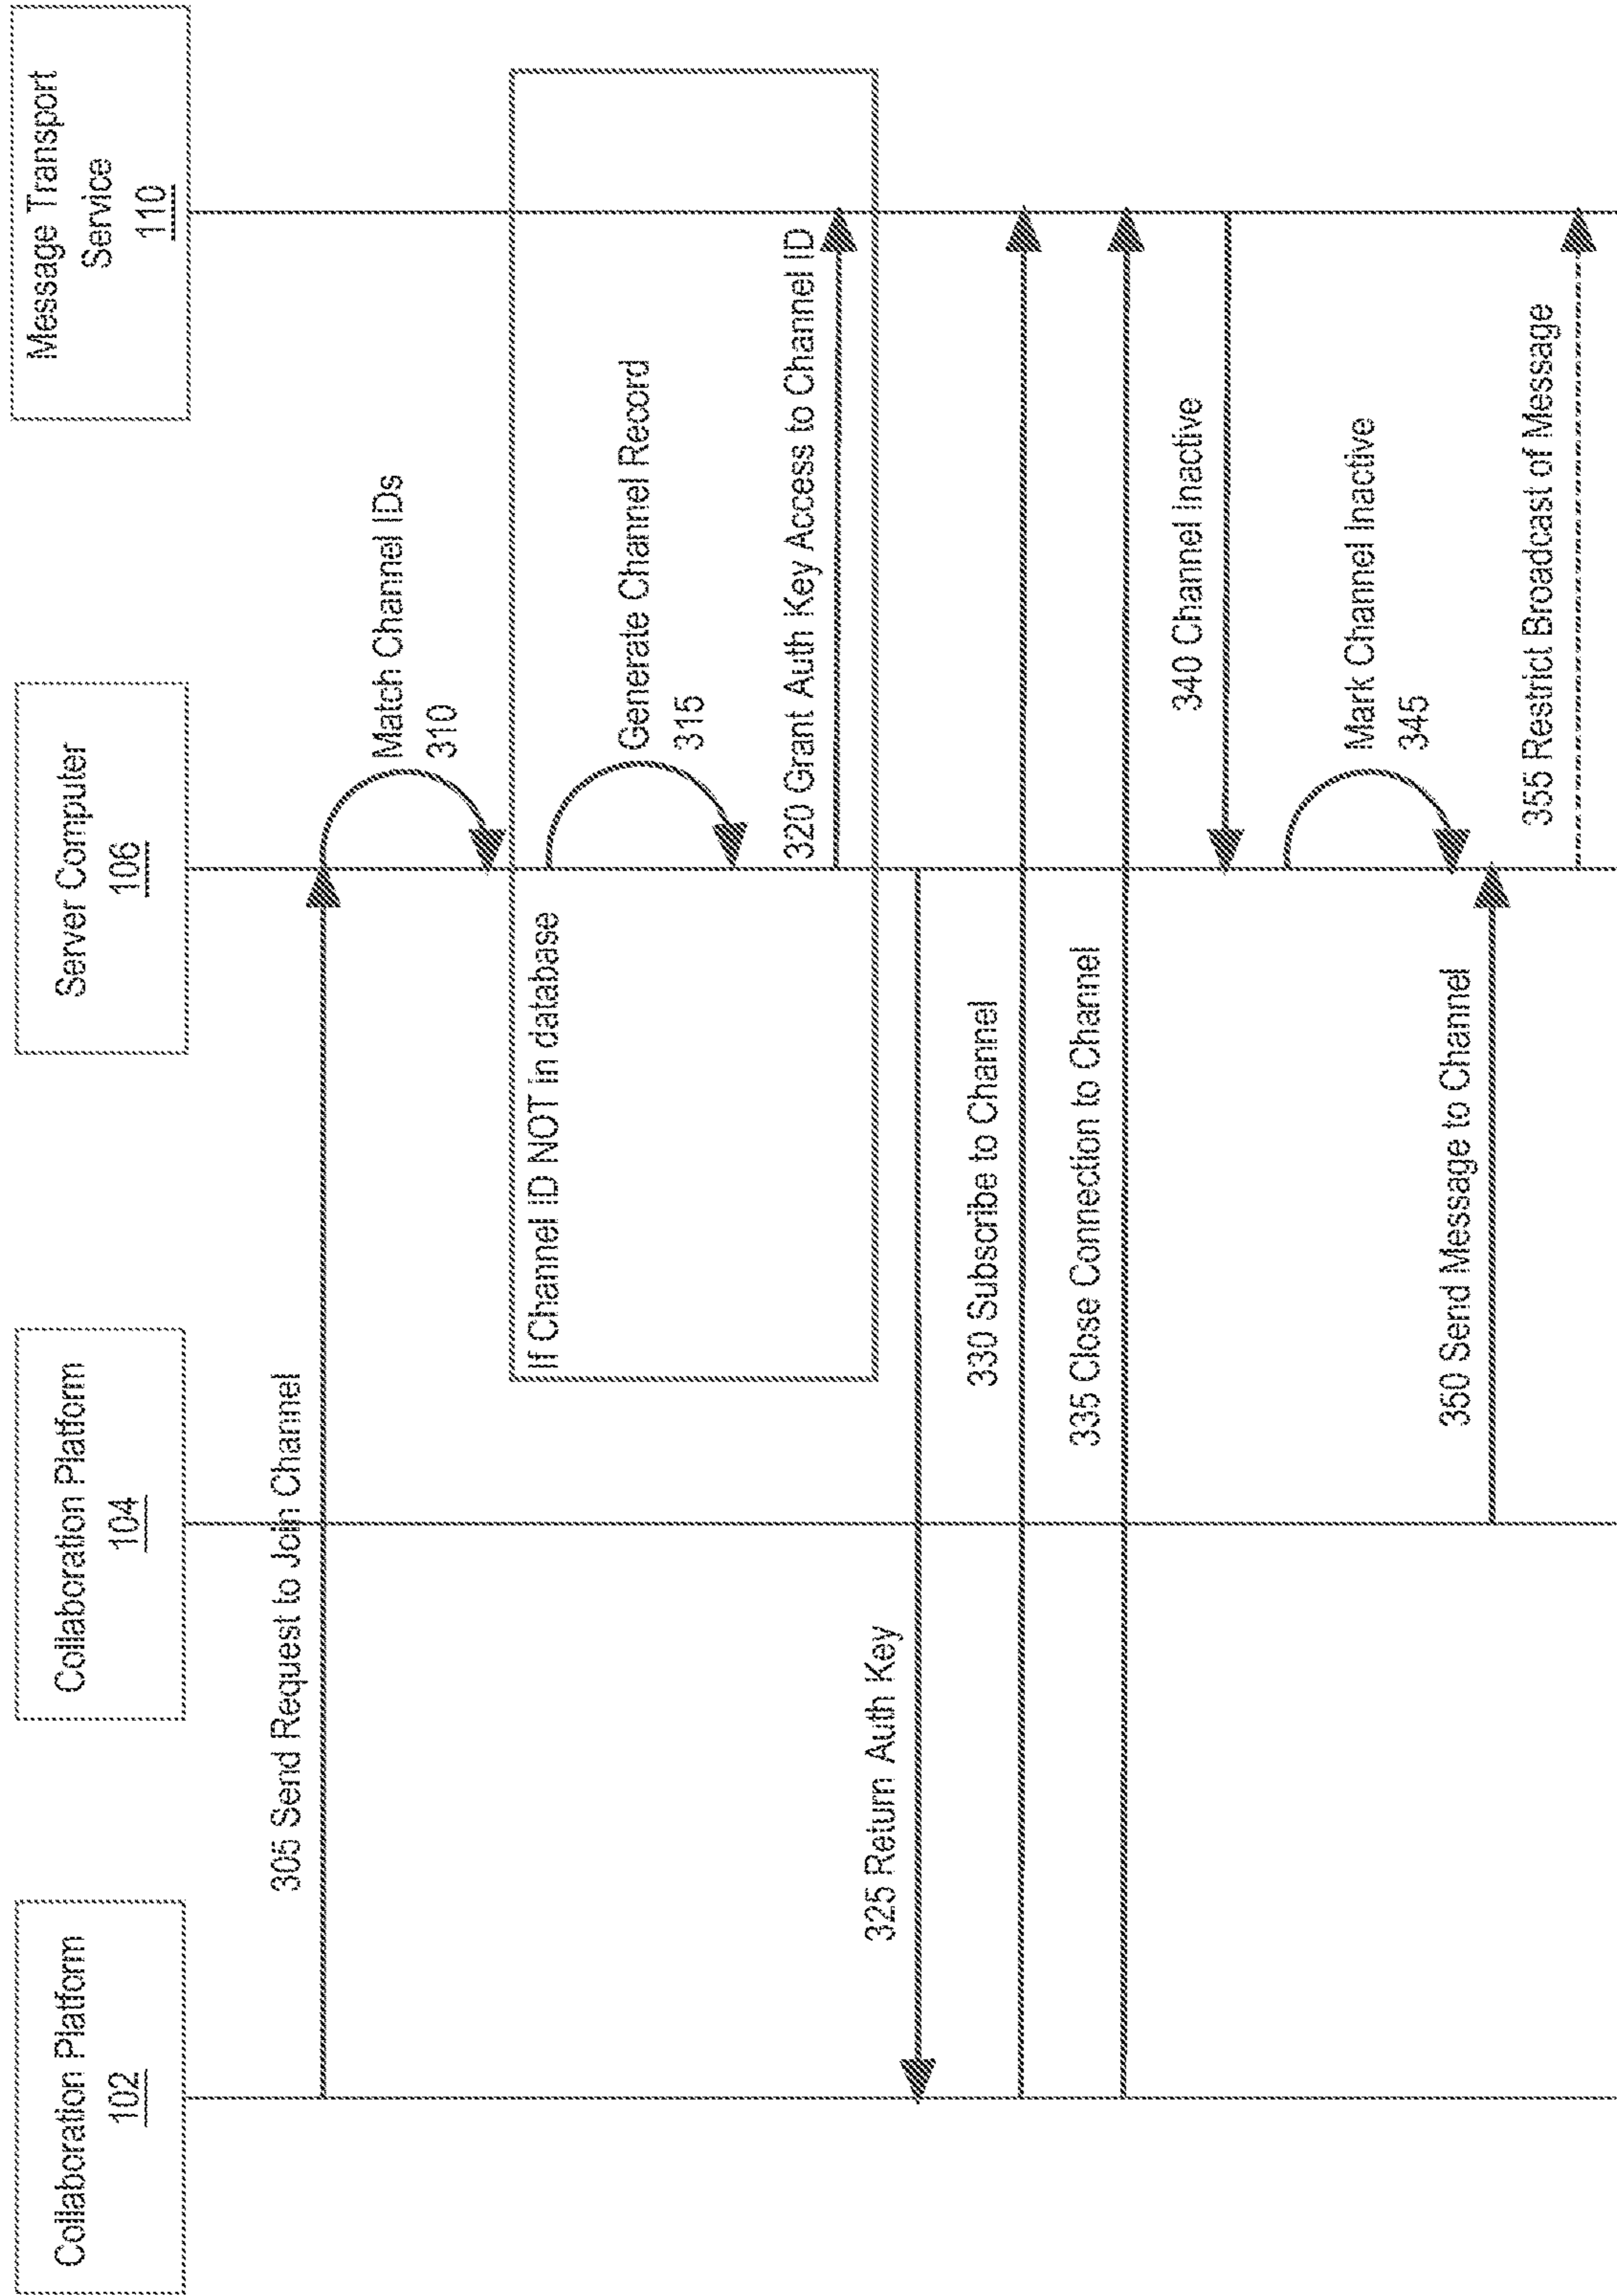 Collaboration Platform
102
Collaboration Platform
104
Server Computer
106
Message Transport
Service
110
305 Send Request to Join Channel
Match Channel IDs
310
If Channel ID NOT in database
Generate Channel Record
315
320 Grant Auth Key Access to Channel ID
325 Return Auth Key
330 Subscribe to Channel
335 Close Connection to Channel
340 Channel Inactive
Mark Channel Inactive
345
350 Send Message to Channel
355 Restrict Broadcast of Message